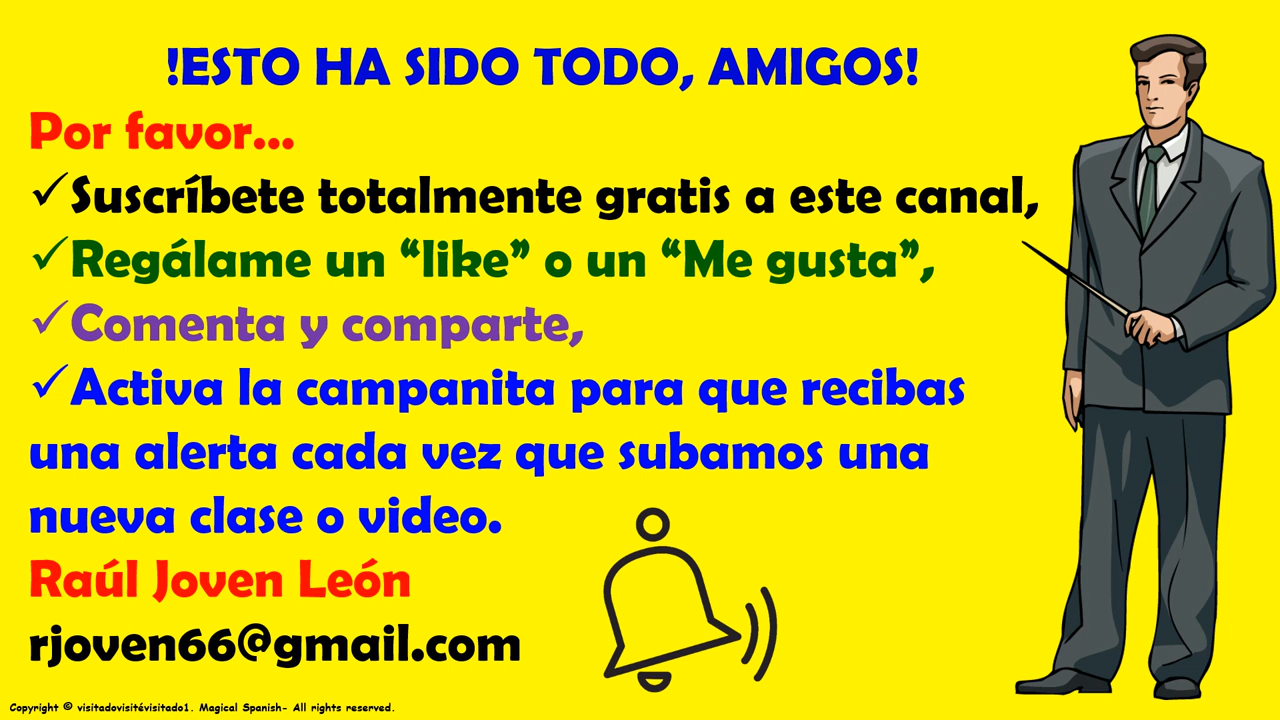 !ESTO HA SIDO TODO, AMIGOS!
Por favor...
✓Suscríbete totalmente gratis a este canal,
✓Regálame un “like” o un “Me gusta”,
✓Comenta y comparte,
✓Activa la campanita para que recibas
una alerta cada vez que subamos una
nueva clase o video.
Raúl Joven León
rjoven66@gmail.com
Copyright © visitadovisitévisitado1. Magical Spanish- All rights reserved.